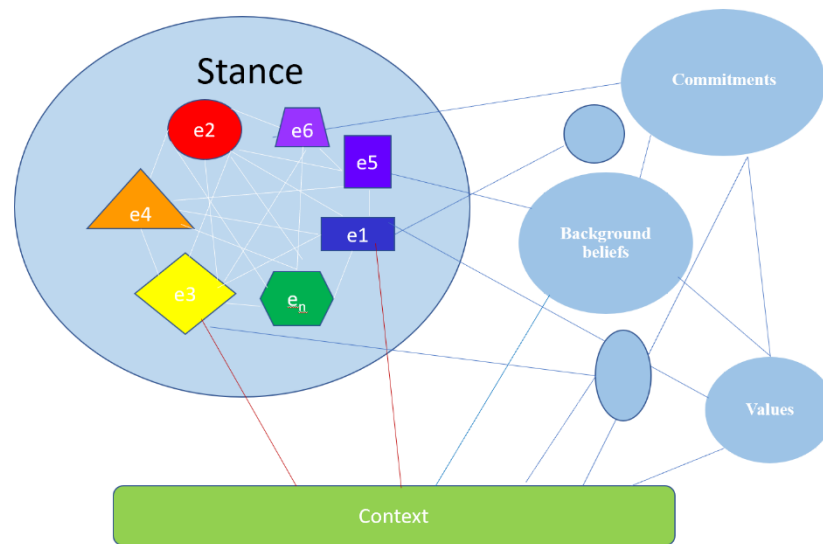 Stance
e2
e6
e5
e4
e1
e3
en
Commitments
Background
beliefs
Values
Context